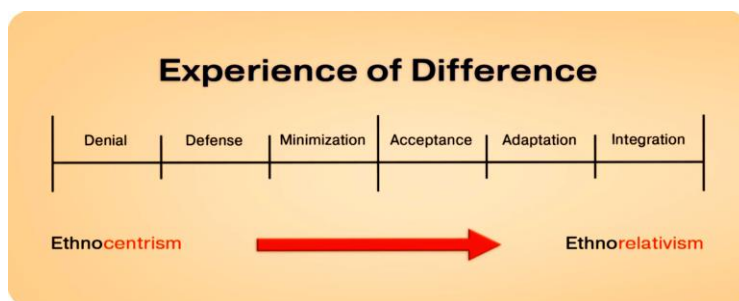 Experience of Difference
Denial Defense Minimization Acceptance Adaptation Integration
Ethnocentrism Ethnorelativism